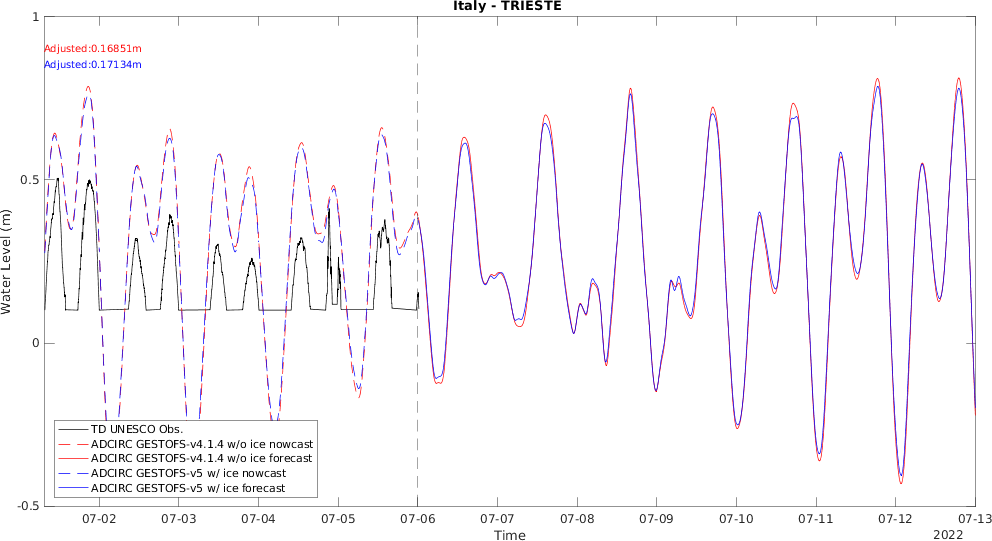 Italy - TRIESTE
Adjusted:0.16851m
Adjusted:0.17134m
1
0.5
0
-0.5
Water Level (m)
TD UNESCO Obs.
ADCIRC GESTOFS-v4.1.4 w/o ice nowcast
ADCIRC GESTOFS-v4.1.4 w/o ice forecast
ADCIRC GESTOFS-v5 w/ ice nowcast
ADCIRC GESTOFS-v5 w/ ice forecast
07-02 07-03 07-04 07-05 07-06 07-07 07-08 07-09 07-10 07-11 07-12 07-13
Time
2022